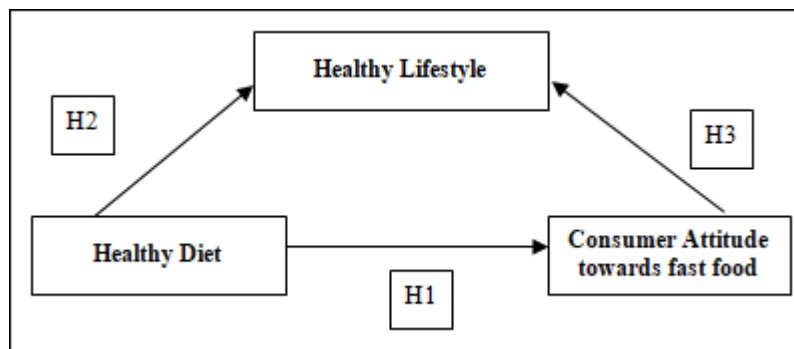 Healthy Lifestyle
H2
H3
Healthy Diet
Consumer Attitude
towards fast food
H1